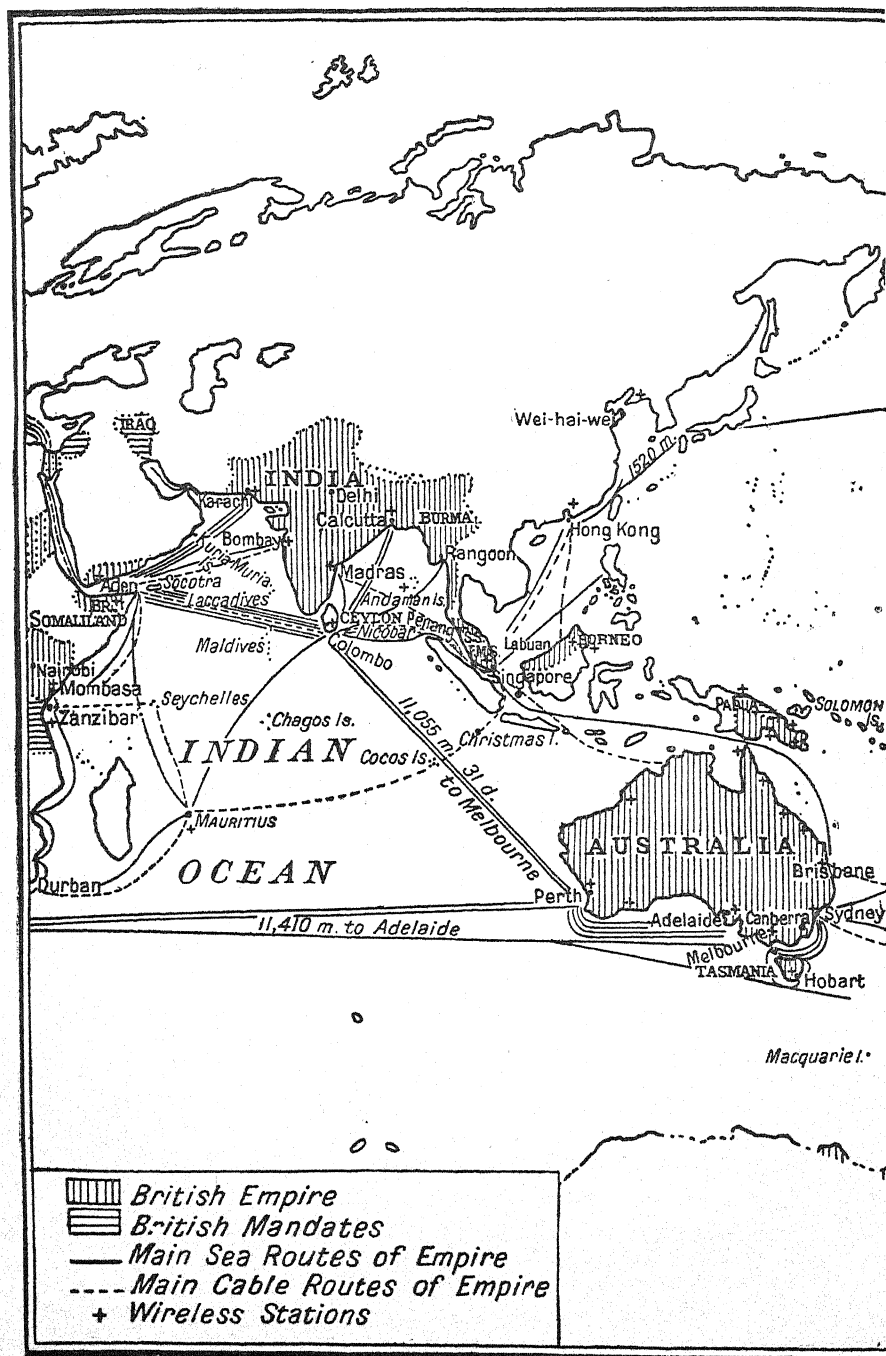 Wei-hai-wei
1520 m.
IRAQ
INDIA
Karachi
Delhi
Calcutta
BURMA
Hong Kong
Bombay
Kuria Muria
Is.
Rangoon
Aden
Socotra
Madras
BR.
SOMALILAND
Laccadives
Andaman Is.
CEYLON
Nicobar
Penang
Labuan
BORNEO
Maldives
Colombo
F.M.S.
Singapore
Nairobi
Mombasa
Seychelles
Zanzibar
Chagos Is.
PAPUA
SOLOMON
Is.
11,055 m.
31 d.
to Melbourne
Christmas I.
Cocos Is.
INDIAN
OCEAN
MAURITIUS
AUSTRALIA
Brisbane
Durban
Perth
Adelaide
Canberra
Sydney
11,410 m. to Adelaide
Melbourne
TASMANIA
Hobart
Macquarie I.
British Empire
British Mandates
Main Sea Routes of Empire
Main Cable Routes of Empire
Wireless Stations